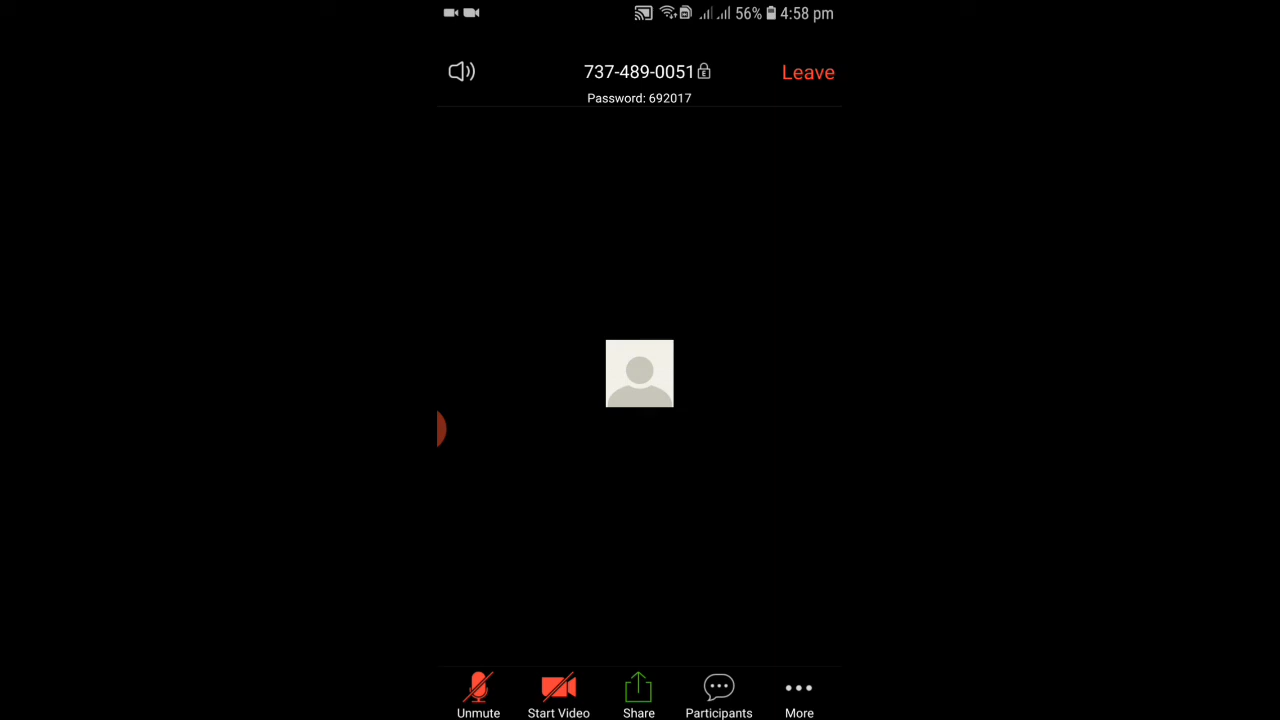 56% 4:58 pm
737-489-0051 Leave
Password: 692017
Unmute Start Video Share Participants More